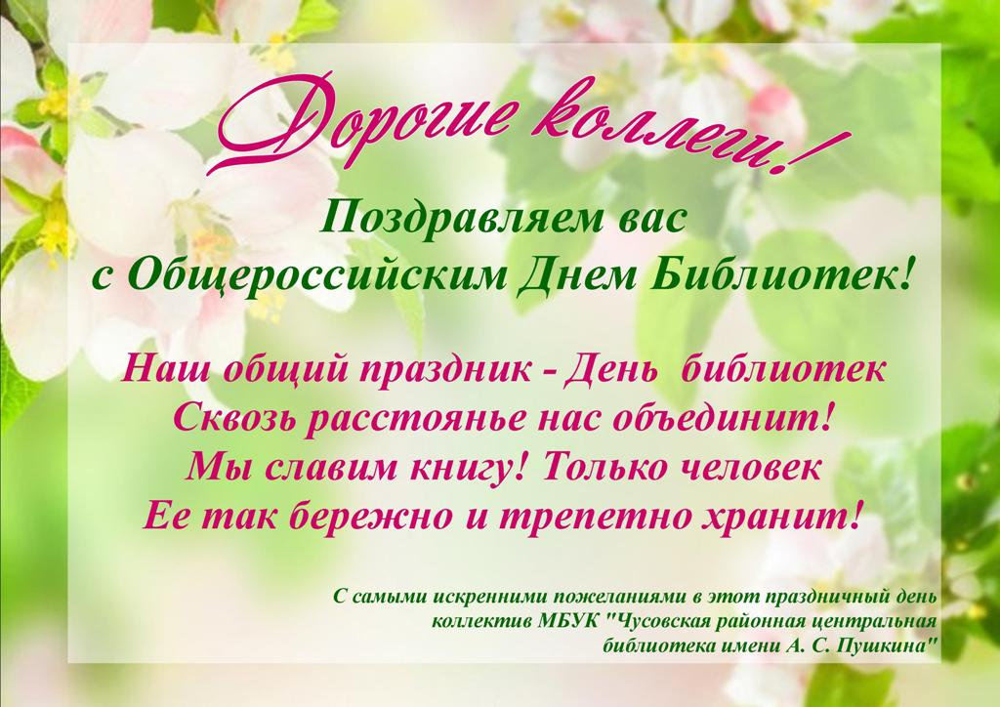 Дорогие коллеги!
Поздравляем вас
с Общероссийским Днем Библиотек!
Наш общий праздник - День библиотек
Сквозь расстоянье нас объединит!
Мы славим книгу! Только человек
Ее так бережно и трепетно хранит!
С самыми искренними пожеланиями в этот праздничный день
коллектив МБУК "Чусовская районная центральная
библиотека имени А. С. Пушкина"